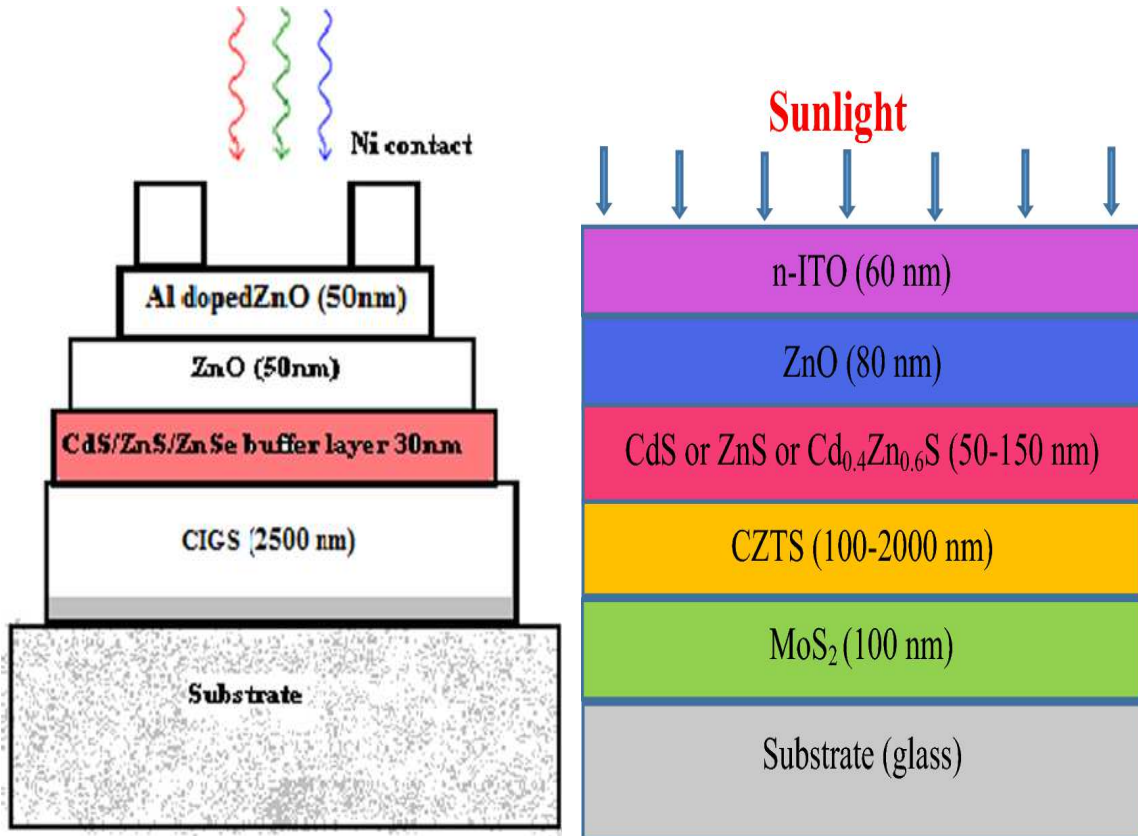 Ni contact
Al dopedZnO (50nm)
ZnO (50nm)
CdS/ZnS/ZnSe buffer layer 30nm
CIGS (2500 nm)
Substrate
Sunlight
n-ITO (60 nm)
ZnO (80 nm)
CdS or ZnS or Cd₀.₄Zn₀.₆S (50-150 nm)
CZTS (100-2000 nm)
MoS₂ (100 nm)
Substrate (glass)